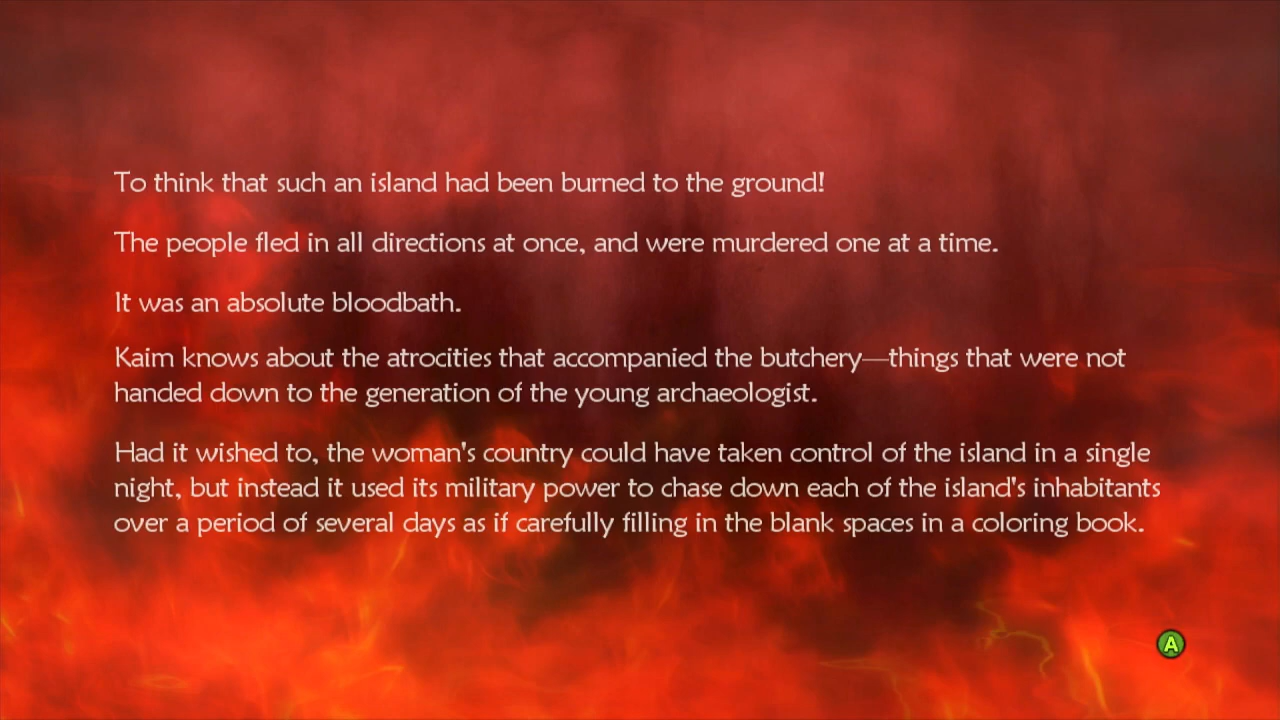 To think that such an island had been burned to the ground!
The people fled in all directions at once, and were murdered one at a time.
It was an absolute bloodbath.
Kaim knows about the atrocities that accompanied the butchery—things that were not
handed down to the generation of the young archaeologist.
Had it wished to, the woman's country could have taken control of the island in a single
night, but instead it used its military power to chase down each of the island's inhabitants
over a period of several days as if carefully filling in the blank spaces in a coloring book.
A